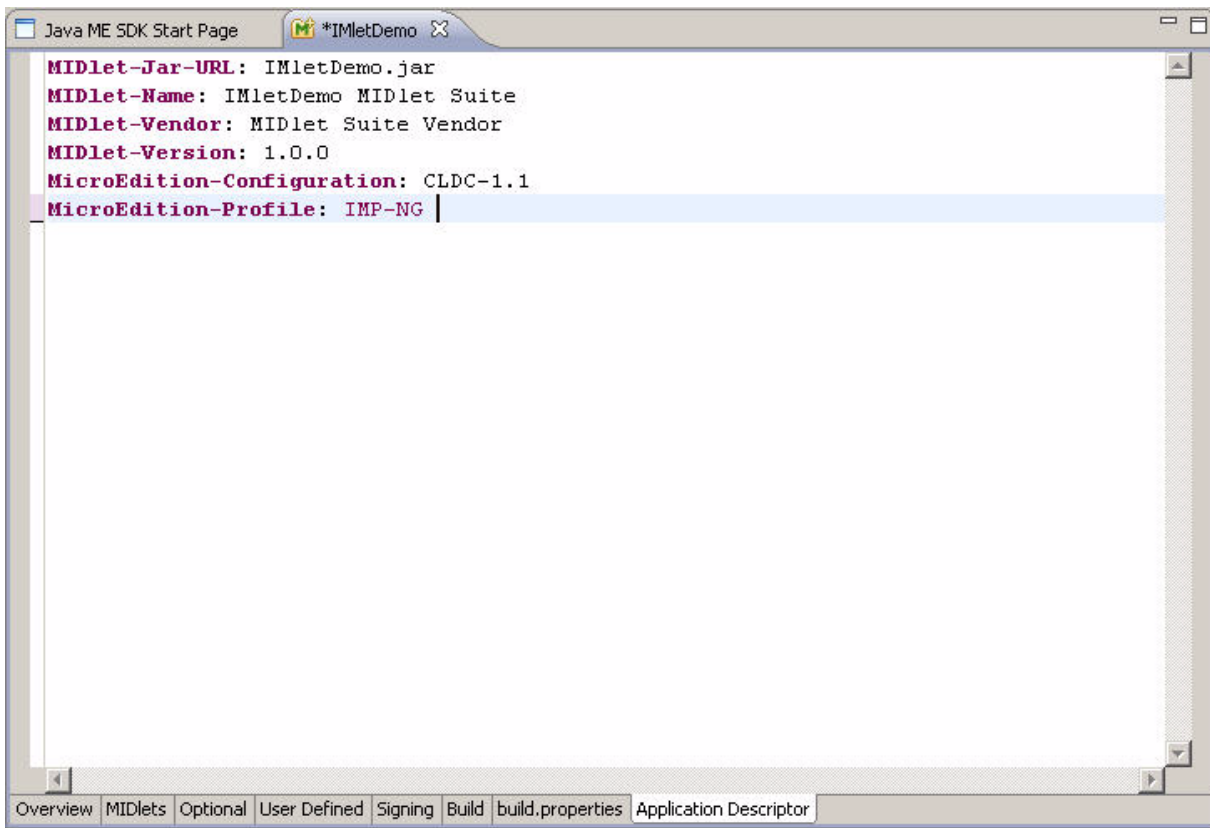 Java ME SDK Start Page *IMletDemo
MIDlet-Jar-URL: IMletDemo.jar
MIDlet-Name: IMletDemo MIDlet Suite
MIDlet-Vendor: MIDlet Suite Vendor
MIDlet-Version: 1.0.0
MicroEdition-Configuration: CLDC-1.1
MicroEdition-Profile: IMP-NG
Overview MIDlets Optional User Defined Signing Build build.properties Application Descriptor